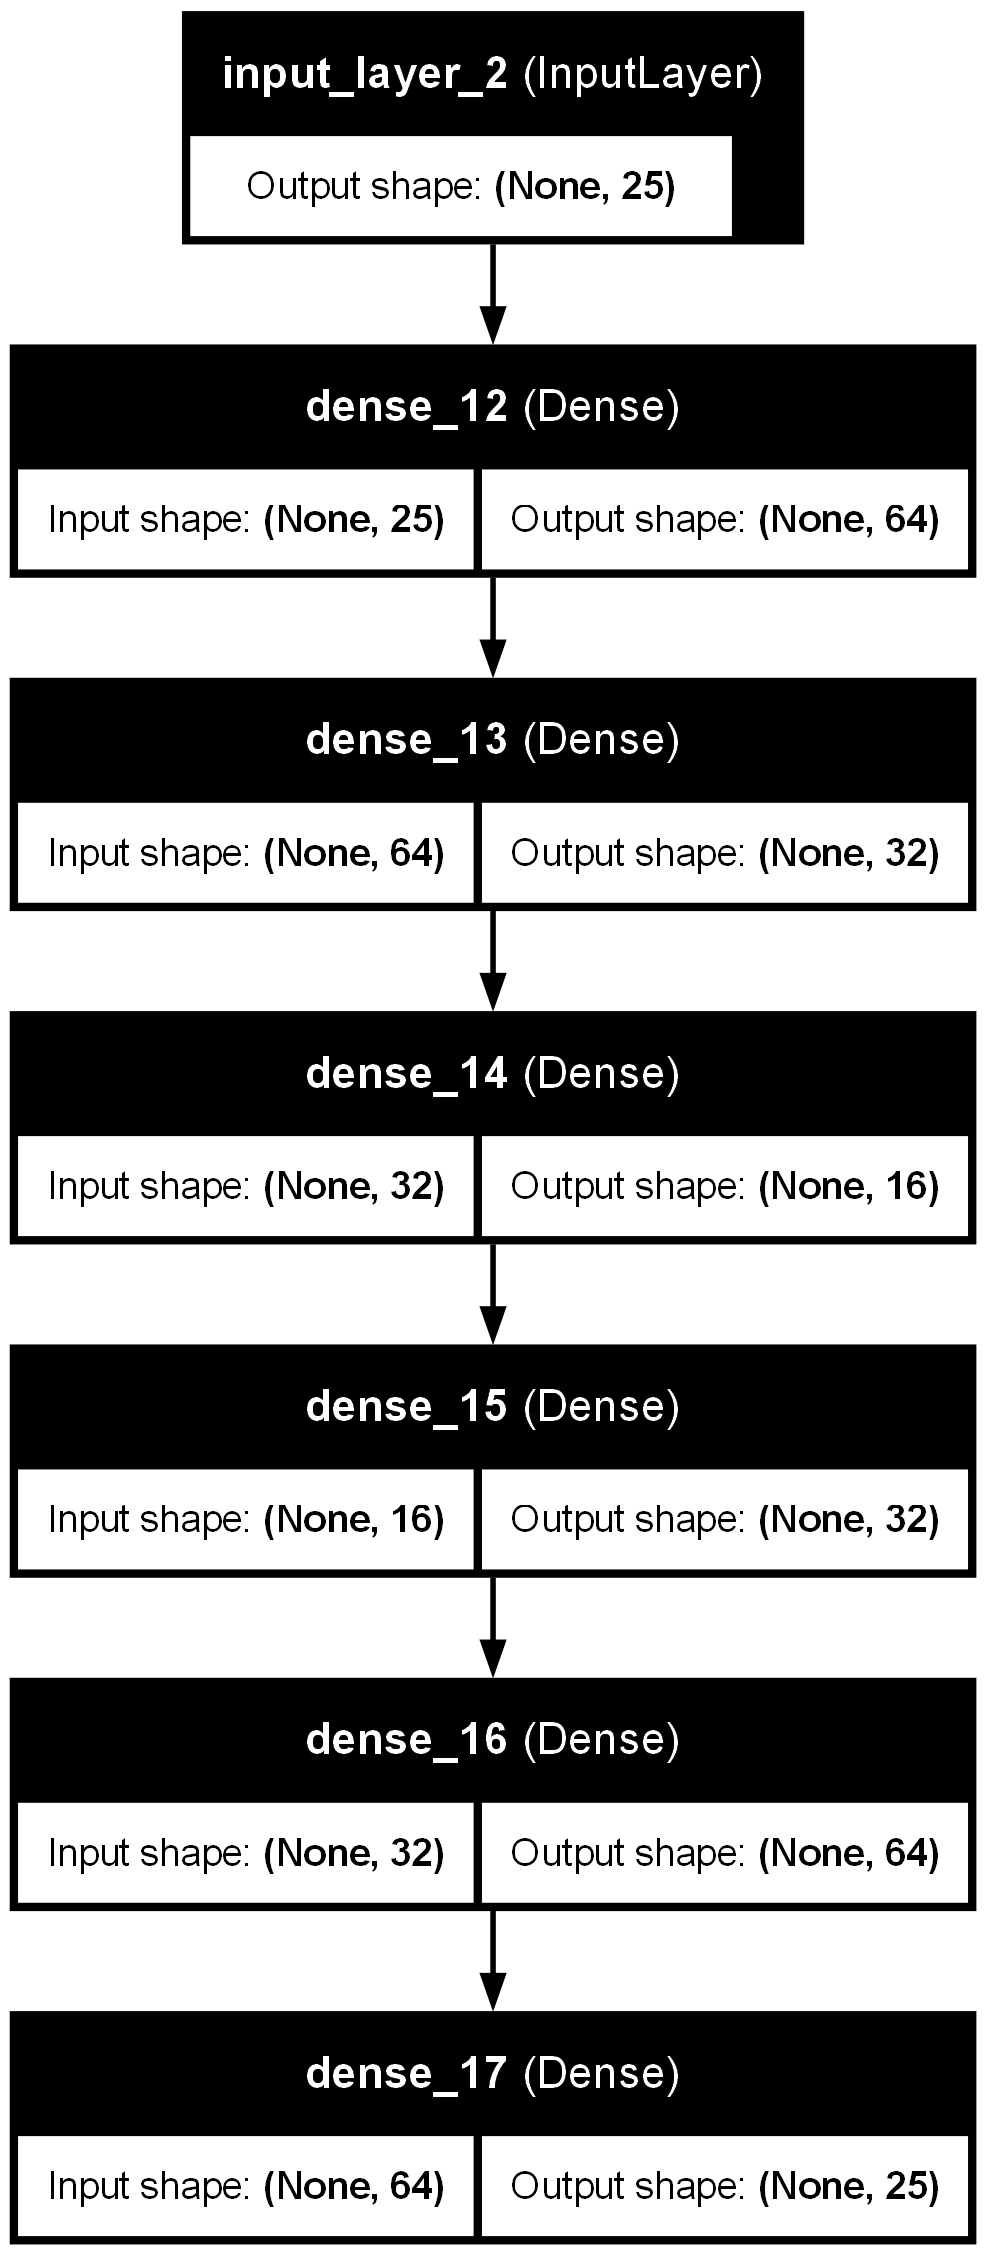 input_layer_2 (InputLayer)
Output shape: (None, 25)
dense_12 (Dense)
Input shape: (None, 25) Output shape: (None, 64)
dense_13 (Dense)
Input shape: (None, 64) Output shape: (None, 32)
dense_14 (Dense)
Input shape: (None, 32) Output shape: (None, 16)
dense_15 (Dense)
Input shape: (None, 16) Output shape: (None, 32)
dense_16 (Dense)
Input shape: (None, 32) Output shape: (None, 64)
dense_17 (Dense)
Input shape: (None, 64) Output shape: (None, 25)